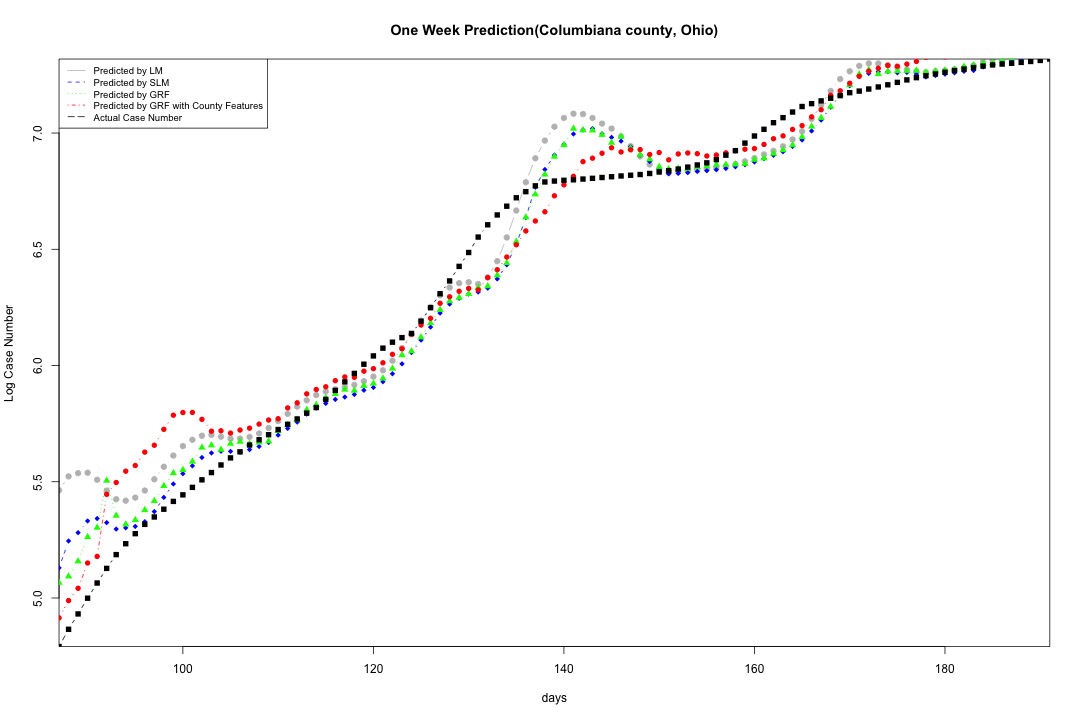 One Week Prediction(Columbiana county, Ohio)
Predicted by LM
Predicted by SLM
Predicted by GRF
Predicted by GRF with County Features
Actual Case Number
Log Case Number
7.0
6.5
6.0
5.5
5.0
100 120 140 160 180
days